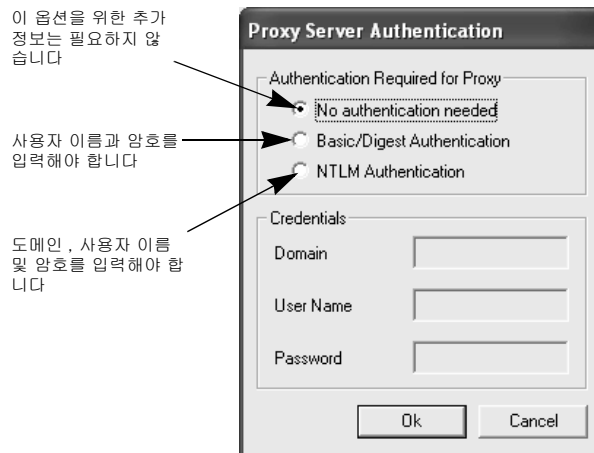 이 옵션을 위한 추가
정보는 필요하지 않
습니다
사용자 이름과 암호를
입력해야 합니다
도메인 , 사용자 이름
및 암호를 입력해야 합
니다
Proxy Server Authentication
Authentication Required for Proxy
No authentication needed
Basic/Digest Authentication
NTLM Authentication
Credentials
Domain
User Name
Password
Ok
Cancel